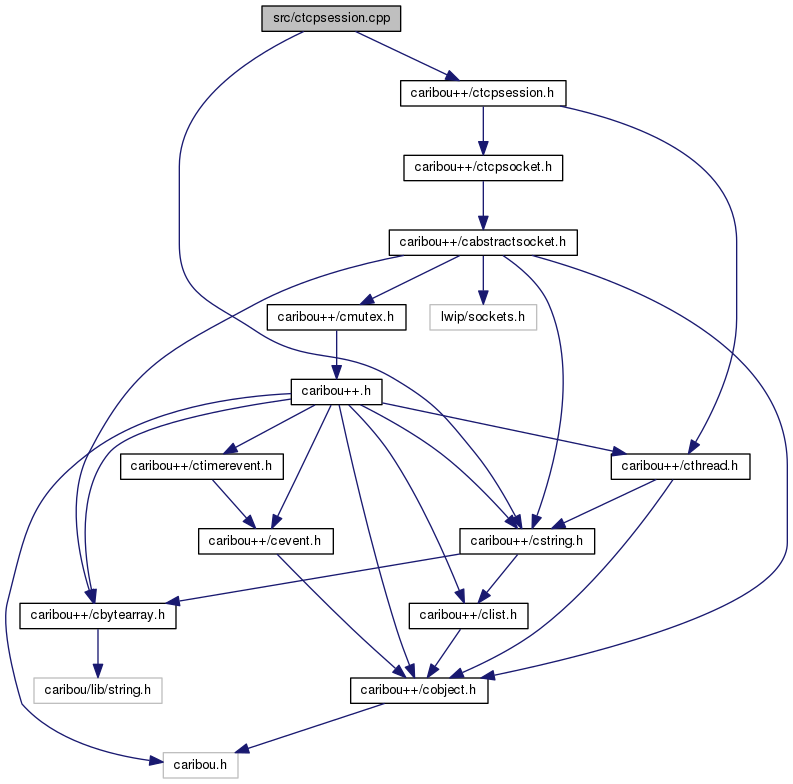 src/ctcpsession.cpp
caribou++/ctcpsession.h
caribou++/ctcpsocket.h
caribou++/cabstractsocket.h
caribou++/cmutex.h
lwip/sockets.h
caribou++.h
caribou++/ctimerevent.h
caribou++/cthread.h
caribou++/cevent.h
caribou++/cstring.h
caribou++/cbytearray.h
caribou++/clist.h
caribou/lib/string.h
caribou++/cobject.h
caribou.h